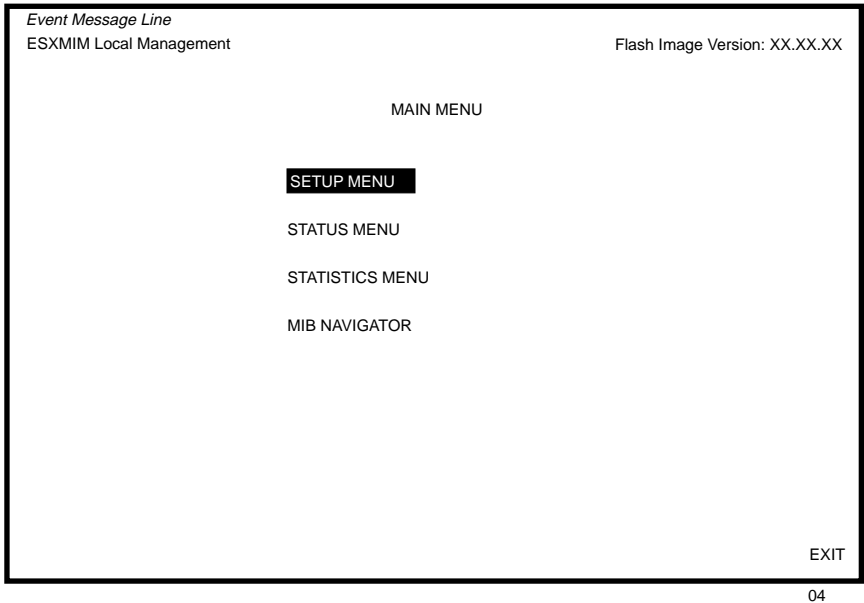 Event Message Line
ESXMIM Local Management Flash Image Version: XX.XX.XX
MAIN MENU
SETUP MENU
STATUS MENU
STATISTICS MENU
MIB NAVIGATOR
EXIT
04